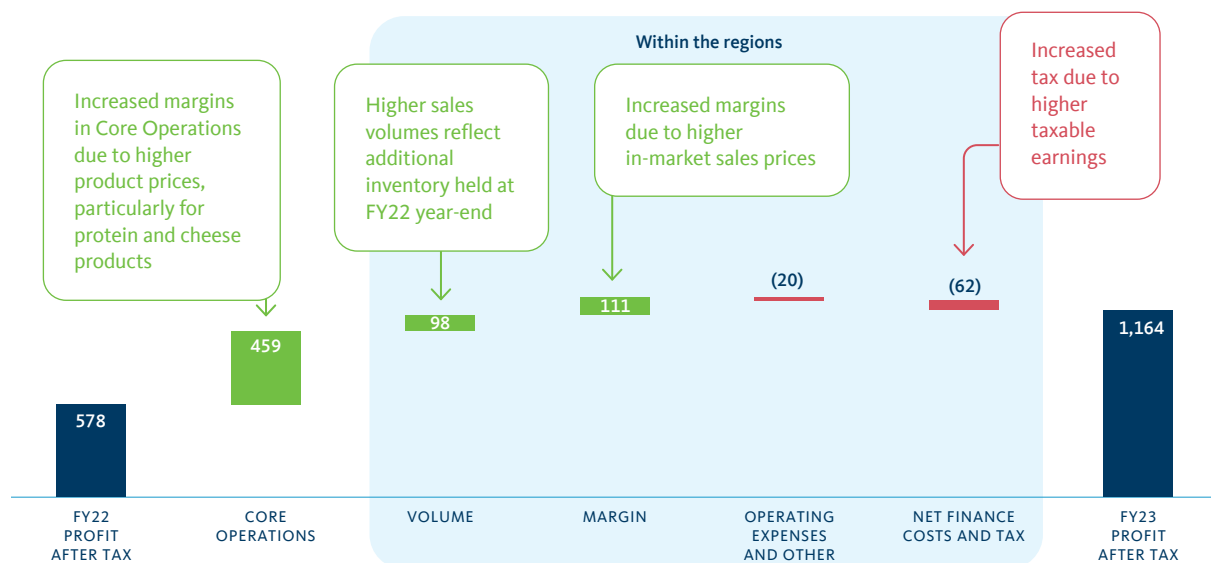 Within the regions
Increased margins
in Core Operations
due to higher
product prices,
particularly for
protein and cheese
products
Higher sales
volumes reflect
additional
inventory held at
FY22 year-end
Increased margins
due to higher
in-market sales prices
Increased
tax due to
higher
taxable
earnings
578
459
98
111
(20)
(62)
1,164
FY22
PROFIT
AFTER TAX
CORE
OPERATIONS
VOLUME
MARGIN
OPERATING
EXPENSES
AND OTHER
NET FINANCE
COSTS AND TAX
FY23
PROFIT
AFTER TAX